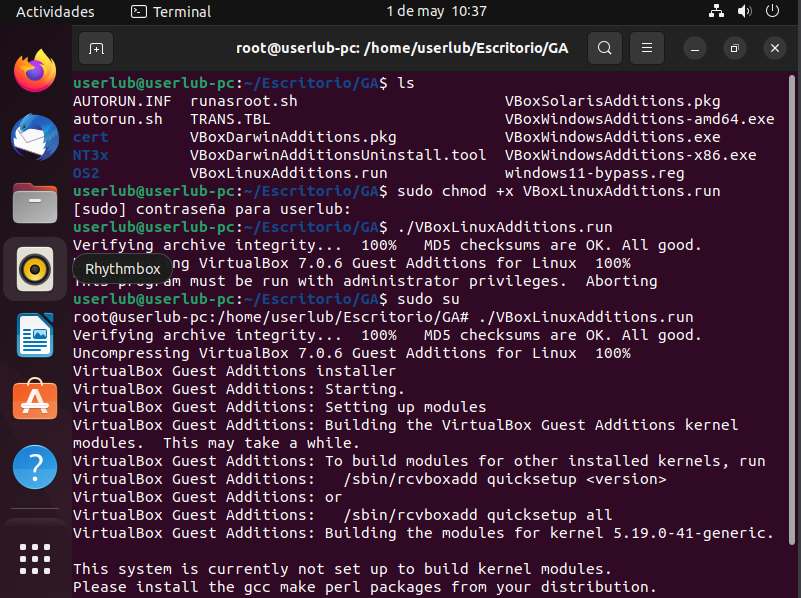 Actividades Terminal 1 de may 10:37
root@userlub-pc: /home/userlub/Escritorio/GA
userlub@userlub-pc:~/Escritorio/GA$ ls
AUTORUN.INF runasroot.sh VBoxSolarisAdditions.pkg
autorun.sh TRANS.TBL VBoxWindowsAdditions-amd64.exe
cert VBoxDarwinAdditions.pkg VBoxWindowsAdditions.exe
NT3x VBoxDarwinAdditionsUninstall.tool VBoxWindowsAdditions-x86.exe
OS2 VBoxLinuxAdditions.run windows11-bypass.reg
userlub@userlub-pc:~/Escritorio/GA$ sudo chmod +x VBoxLinuxAdditions.run
[sudo] contraseña para userlub:
userlub@userlub-pc:~/Escritorio/GA$ ./VBoxLinuxAdditions.run
Verifying archive integrity... 100% MD5 checksums are OK. All good.
Rhythmbox
ng VirtualBox 7.0.6 Guest Additions for Linux 100%
This program must be run with administrator privileges. Aborting
userlub@userlub-pc:~/Escritorio/GA$ sudo su
root@userlub-pc:/home/userlub/Escritorio/GA# ./VBoxLinuxAdditions.run
Verifying archive integrity... 100% MD5 checksums are OK. All good.
Uncompressing VirtualBox 7.0.6 Guest Additions for Linux 100%
VirtualBox Guest Additions installer
VirtualBox Guest Additions: Starting.
VirtualBox Guest Additions: Setting up modules
VirtualBox Guest Additions: Building the VirtualBox Guest Additions kernel
modules. This may take a while.
VirtualBox Guest Additions: To build modules for other installed kernels, run
VirtualBox Guest Additions: /sbin/rcvboxadd quicksetup <version>
VirtualBox Guest Additions: or
VirtualBox Guest Additions: /sbin/rcvboxadd quicksetup all
VirtualBox Guest Additions: Building the modules for kernel 5.19.0-41-generic.
This system is currently not set up to build kernel modules.
Please install the gcc make perl packages from your distribution.